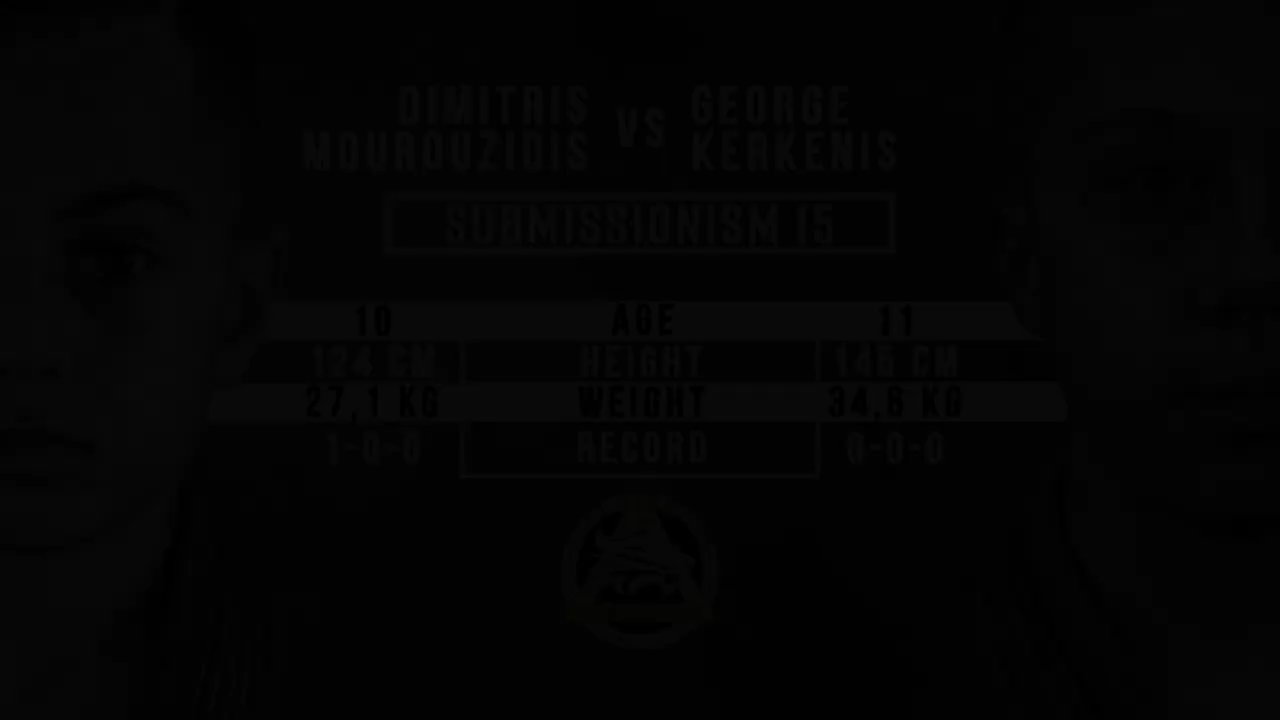 DIMITRIS MOUROUZIDIS VS GEORGE KERKENIS
SUBMISSIONISM 15
10 AGE 11
124 CM HEIGHT 145 CM
27,1 KG WEIGHT 34,8 KG
1-0-0 RECORD 0-0-0